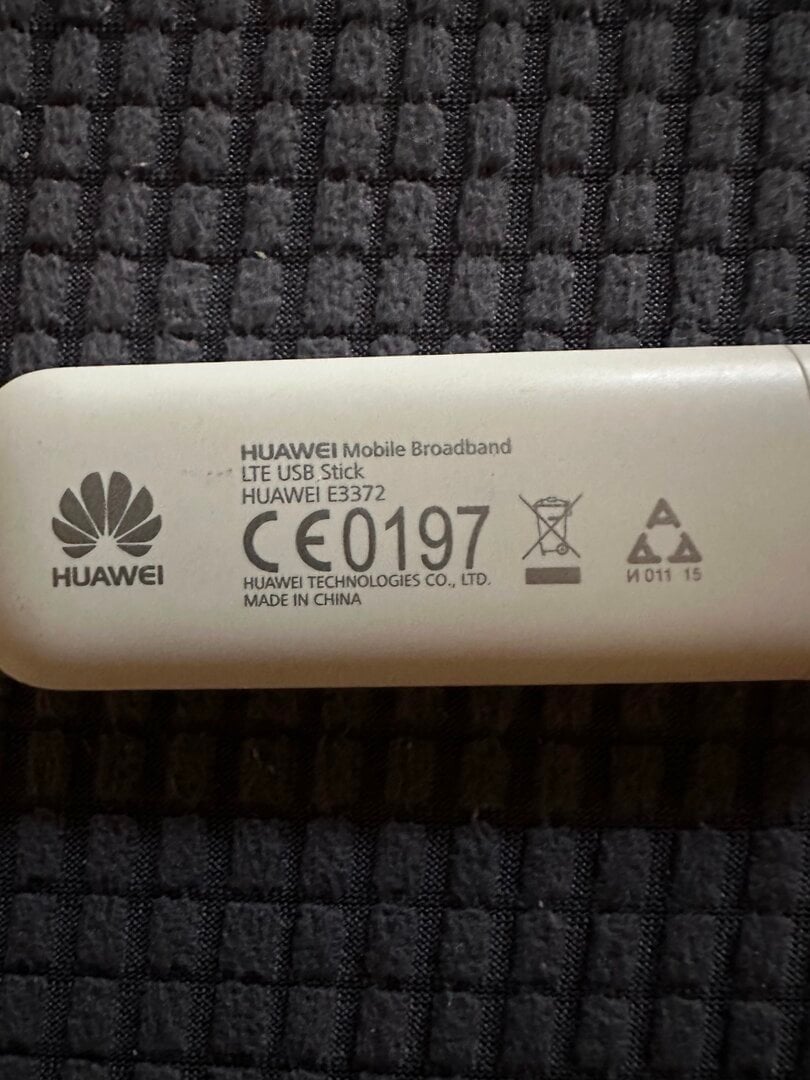 HUAWEI Mobile Broadband
LTE USB Stick
HUAWEI E3372
CE0197
HUAWEI TECHNOLOGIES CO., LTD.
MADE IN CHINA
HUAWEI
AAA
И 011 15